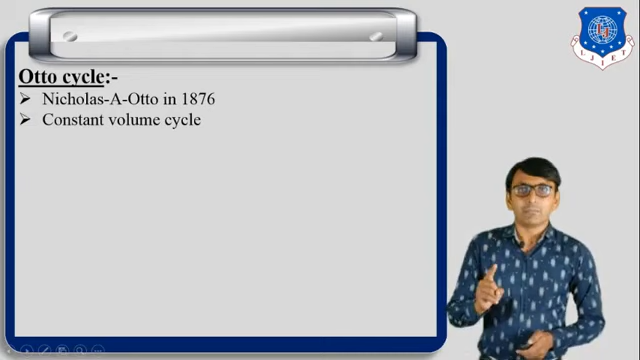 Otto cycle:-
Nicholas-A-Otto in 1876
Constant volume cycle
L J I E T